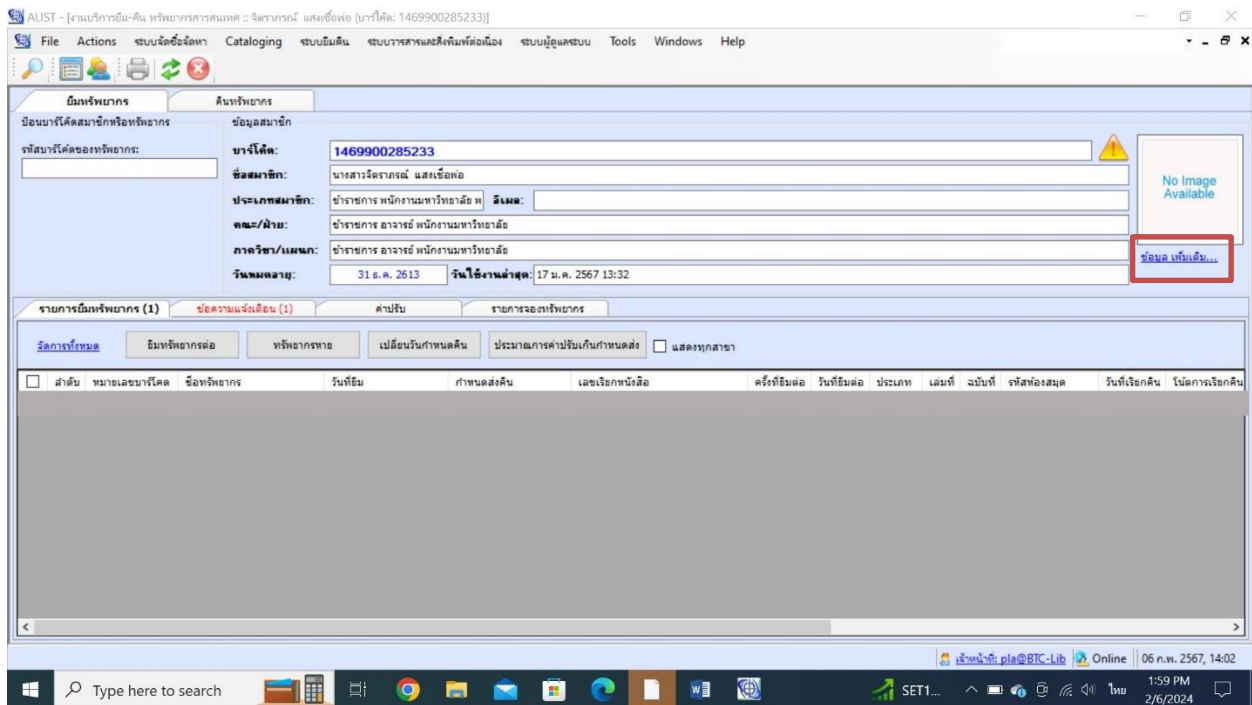 ALIST - [งานบริการยืม-คืน ทรัพยากรสารสนเทศ :: จิตราภรณ์ แสงเชื้อพ่อ (บาร์โค้ด: 1469900285233)]
File Actions ระบบจัดซื้อจัดหา Cataloging ระบบยืมคืน ระบบวารสารและสิ่งพิมพ์ต่อเนื่อง ระบบผู้ดูแลระบบ Tools Windows Help
ยืมทรัพยากร คืนทรัพยากร
ป้อนบาร์โค้ดสมาชิกหรือทรัพยากร ข้อมูลสมาชิก
รหัสบาร์โค้ดของทรัพยากร: บาร์โค้ด: 1469900285233
ชื่อสมาชิก: นางสาวจิตราภรณ์ แสงเชื้อพ่อ
No Image
Available
ประเภทสมาชิก: ข้าราชการ พนักงานมหาวิทยาลัย พ อีเมล:
คณะ/ฝ่าย: ข้าราชการ อาจารย์ พนักงานมหาวิทยาลัย
ภาควิชา/แผนก: ข้าราชการ อาจารย์ พนักงานมหาวิทยาลัย
ข้อมูล เพิ่มเติม...
วันหมดอายุ: 31 ธ.ค. 2613 วันใช้งานล่าสุด: 17 ม.ค. 2567 13:32
รายการยืมทรัพยากร (1) ข้อความแจ้งเตือน (1) ค่าปรับ รายการจองทรัพยากร
จัดการทั้งหมด ยืมทรัพยากรต่อ ทรัพยากรหาย เปลี่ยนวันกำหนดคืน ประมาณการค่าปรับเกินกำหนดส่ง แสดงทุกสาขา
ลำดับ หมายเลขบาร์โคด ชื่อทรัพยากร วันที่ยืม กำหนดส่งคืน เลขเรียกหนังสือ ครั้งที่ยืมต่อ วันที่ยืมต่อ ประเภท เล่มที่ ฉบับที่ รหัสห้องสมุด วันที่เรียกคืน โน้ตการเรียกคืน
เจ้าหน้าที่: pla@BTC-Lib Online 06 ก.พ. 2567, 14:02
Type here to search SET1... ไทย 1:59 PM
2/6/2024